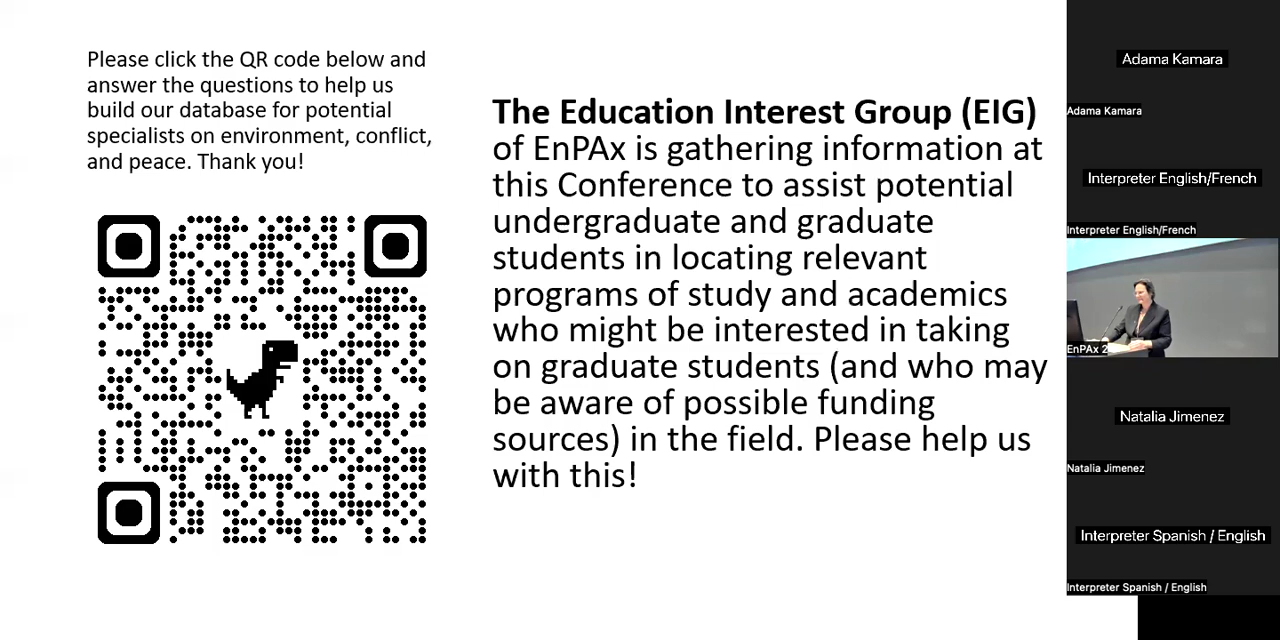 Please click the QR code below and
answer the questions to help us
build our database for potential
specialists on environment, conflict,
and peace. Thank you!
The Education Interest Group (EIG)
of EnPAx is gathering information at
this Conference to assist potential
undergraduate and graduate
students in locating relevant
programs of study and academics
who might be interested in taking
on graduate students (and who may
be aware of possible funding
sources) in the field. Please help us
with this!
Adama Kamara
Adama Kamara
Interpreter English/French
Interpreter English/French
EnPAx 2
Natalia Jimenez
Natalia Jimenez
Interpreter Spanish / English
Interpreter Spanish / English